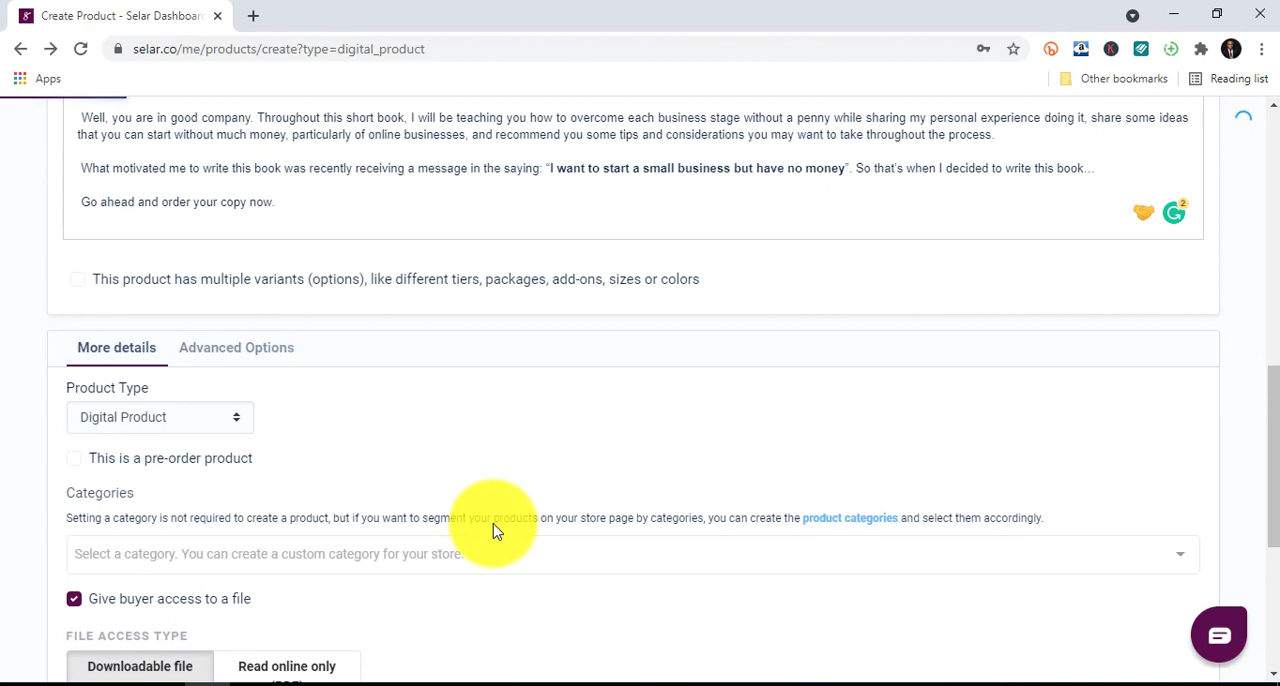 Create Product - Selar Dashboard
selar.co/me/products/create?type=digital_product
Apps
Other bookmarks
Reading list
Well, you are in good company. Throughout this short book, I will be teaching you how to overcome each business stage without a penny while sharing my personal experience doing it, share some ideas
that you can start without much money, particularly of online businesses, and recommend you some tips and considerations you may want to take throughout the process.
What motivated me to write this book was recently receiving a message in the saying: “I want to start a small business but have no money”. So that’s when I decided to write this book...
Go ahead and order your copy now.
2
This product has multiple variants (options), like different tiers, packages, add-ons, sizes or colors
More details Advanced Options
Product Type
Digital Product
This is a pre-order product
Categories
Setting a category is not required to create a product, but if you want to segment your products on your store page by categories, you can create the product categories and select them accordingly.
Select a category. You can create a custom category for your store.
Give buyer access to a file
FILE ACCESS TYPE
Downloadable file Read online only